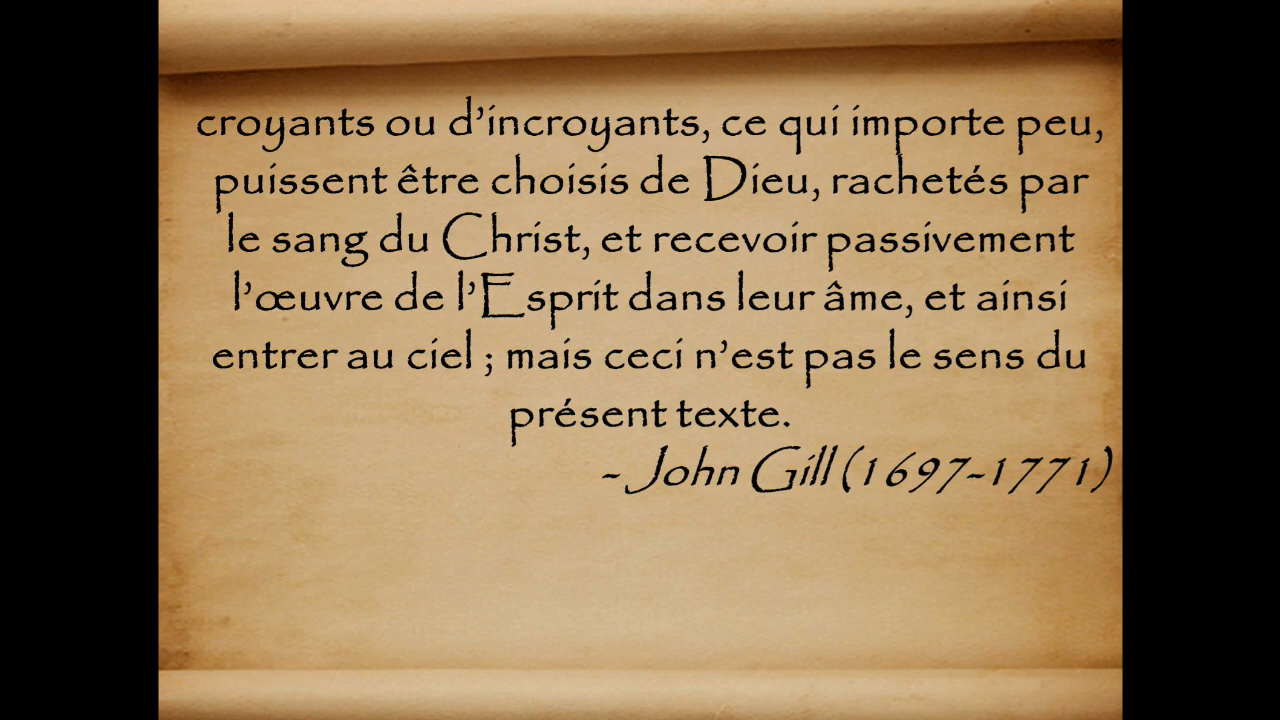 croyants ou d’incroyants, ce qui importe peu,
puissent être choisis de Dieu, rachetés par
le sang du Christ, et recevoir passivement
l’œuvre de l’Esprit dans leur âme, et ainsi
entrer au ciel ; mais ceci n’est pas le sens du
présent texte.
- John Gill (1697-1771)